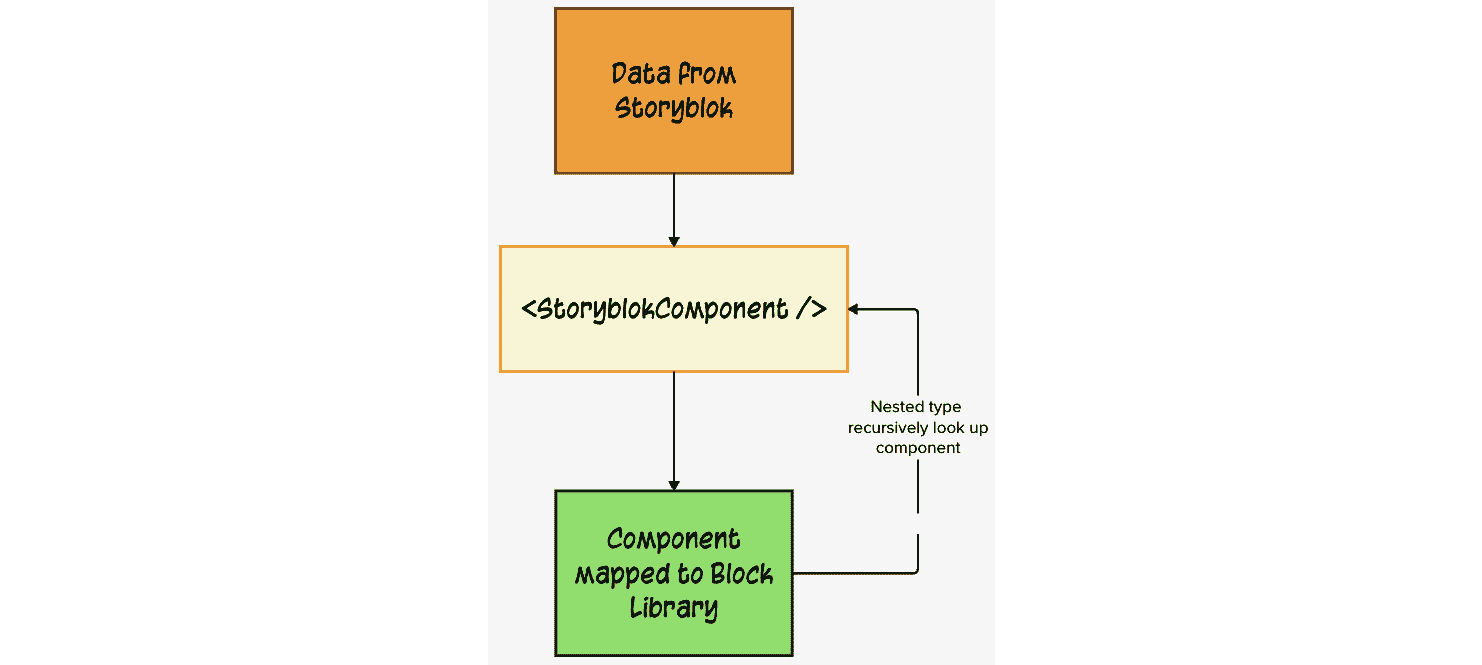 Data from
Storyblok
<StoryblokComponent />
Nested type
recursively look up
component
Component
mapped to Block
Library